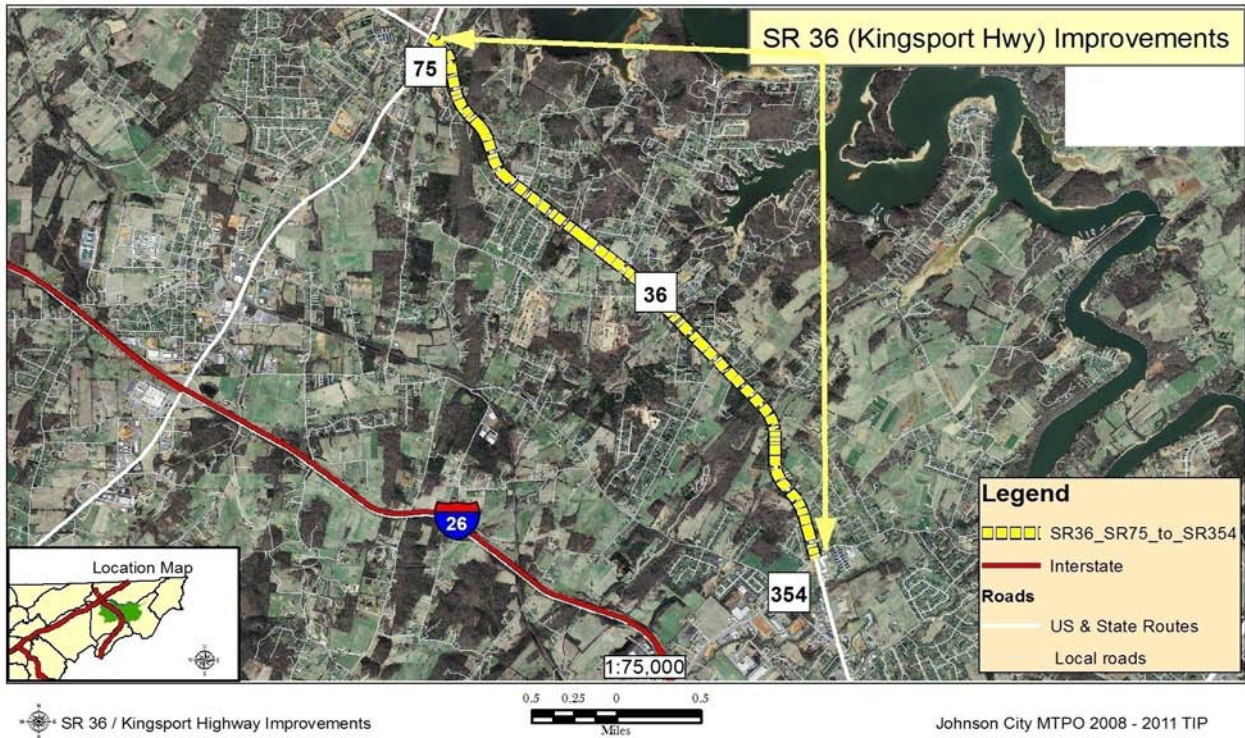 SR 36 (Kingsport Hwy) Improvements
75
36
26
354
1:75,000
Location Map
Legend
SR36_SR75_to_SR354
Interstate
Roads
US & State Routes
Local roads
SR 36 / Kingsport Highway Improvements
0.5 0.25 0 0.5
Miles
Johnson City MTPO 2008 - 2011 TIP